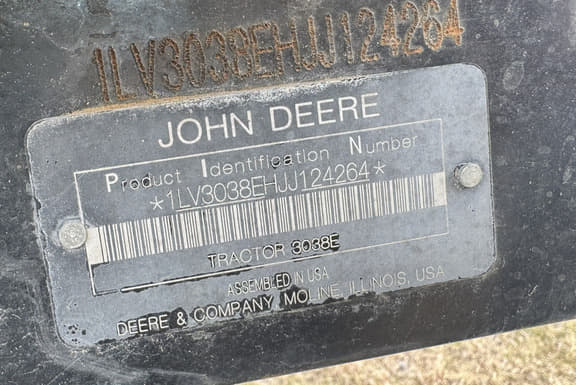 1LV3038EHJJ124264
JOHN DEERE
Product Identification Number
*1LV3038EHJJ124264*
TRACTOR 3038E
ASSEMBLED IN USA
DEERE & COMPANY MOLINE, ILLINOIS, USA